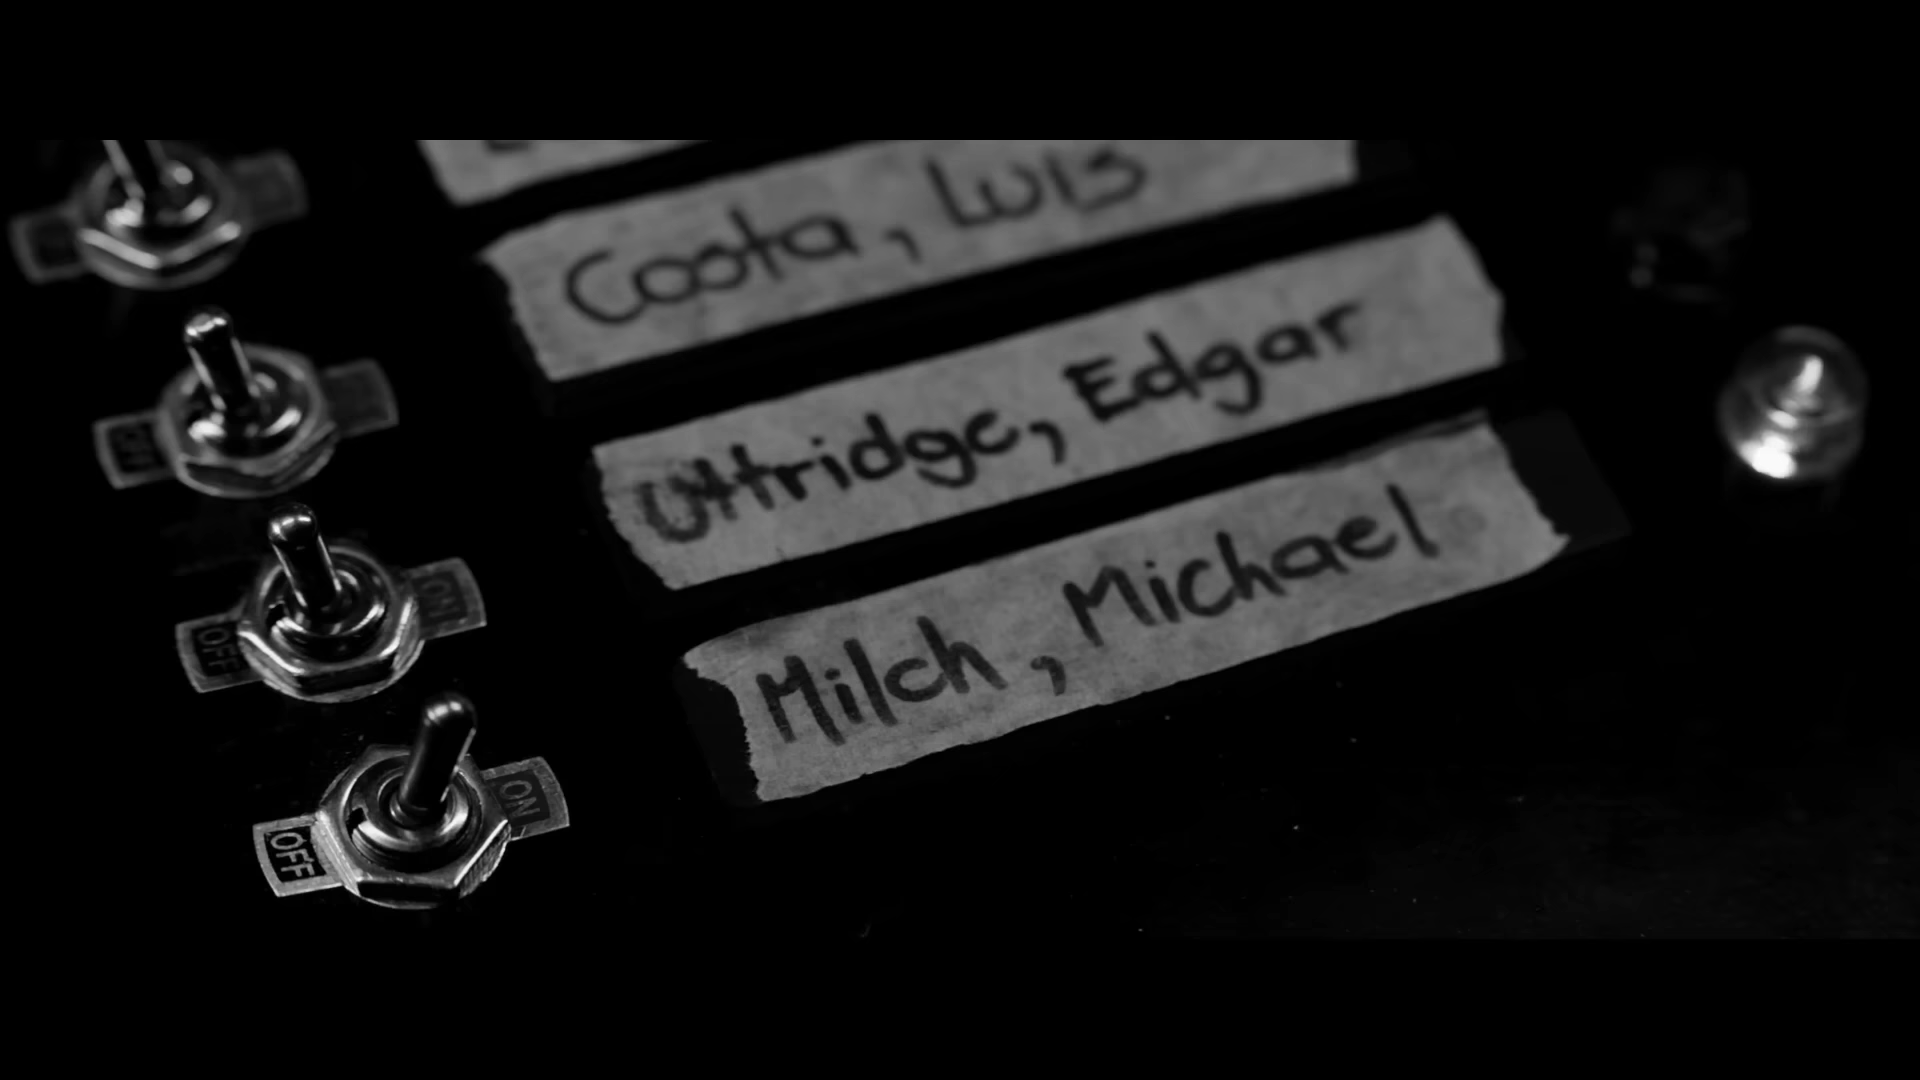 Costa, Luis
Uttridge, Edgar
OFF
Milch, Michael
OFF ON
OFF ON